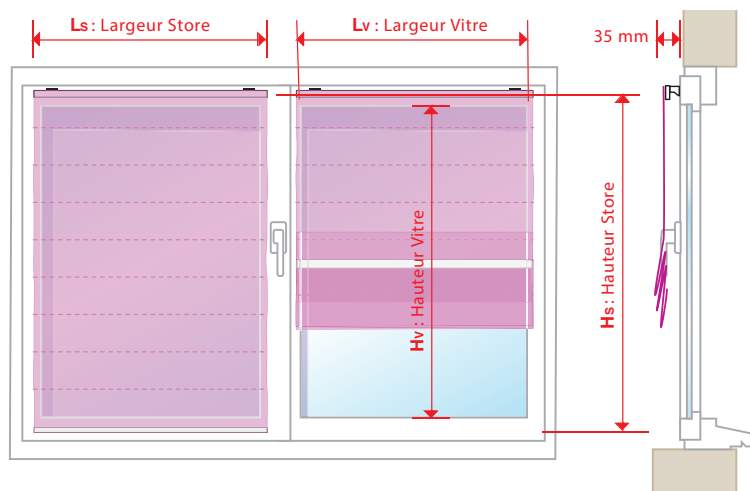 Ls : Largeur Store
Lv : Largeur Vitre
35 mm
Hv : Hauteur Vitre
Hs : Hauteur Store